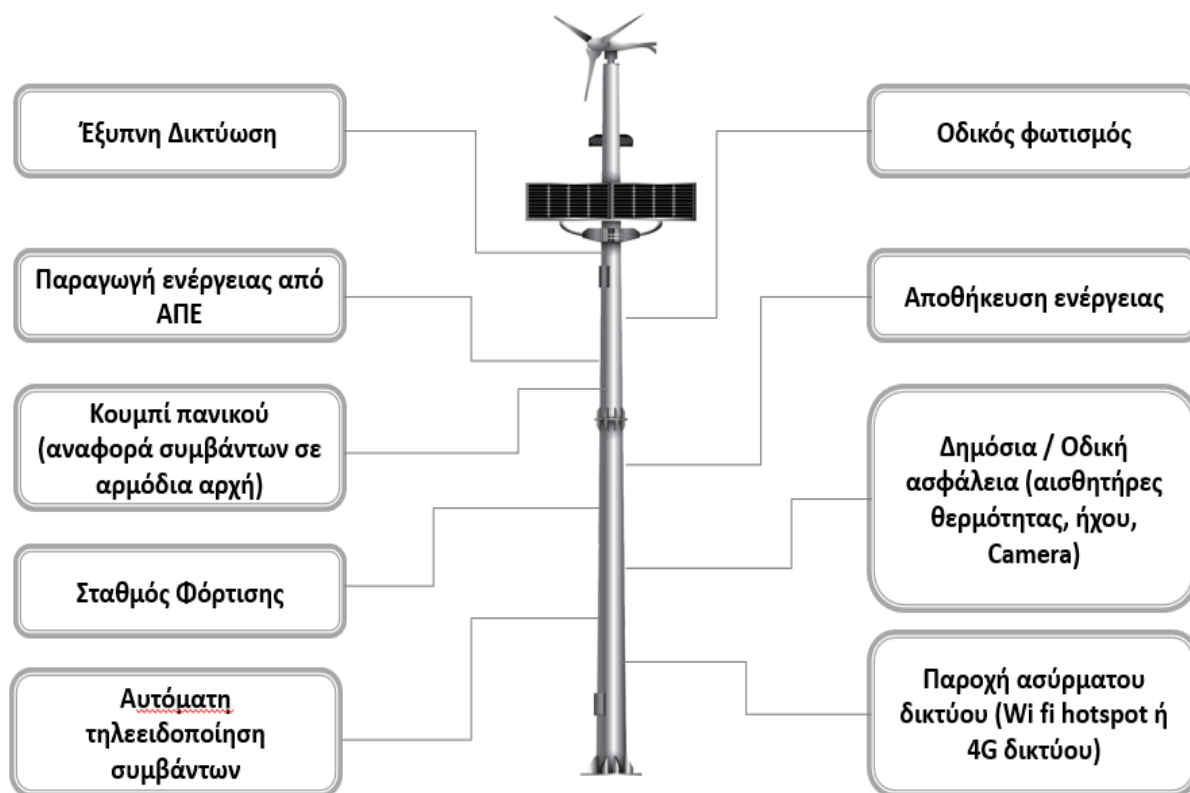 Έξυπνη Δικτύωση
Παραγωγή ενέργειας από
ΑΠΕ
Κουμπί πανικού
(αναφορά συμβάντων σε
αρμόδια αρχή)
Σταθμός Φόρτισης
Αυτόματη
τηλεειδοποίηση
συμβάντων
Οδικός φωτισμός
Αποθήκευση ενέργειας
Δημόσια / Οδική
ασφάλεια (αισθητήρες
θερμότητας, ήχου,
Camera)
Παροχή ασύρματου
δικτύου (Wi fi hotspot ή
4G δικτύου)